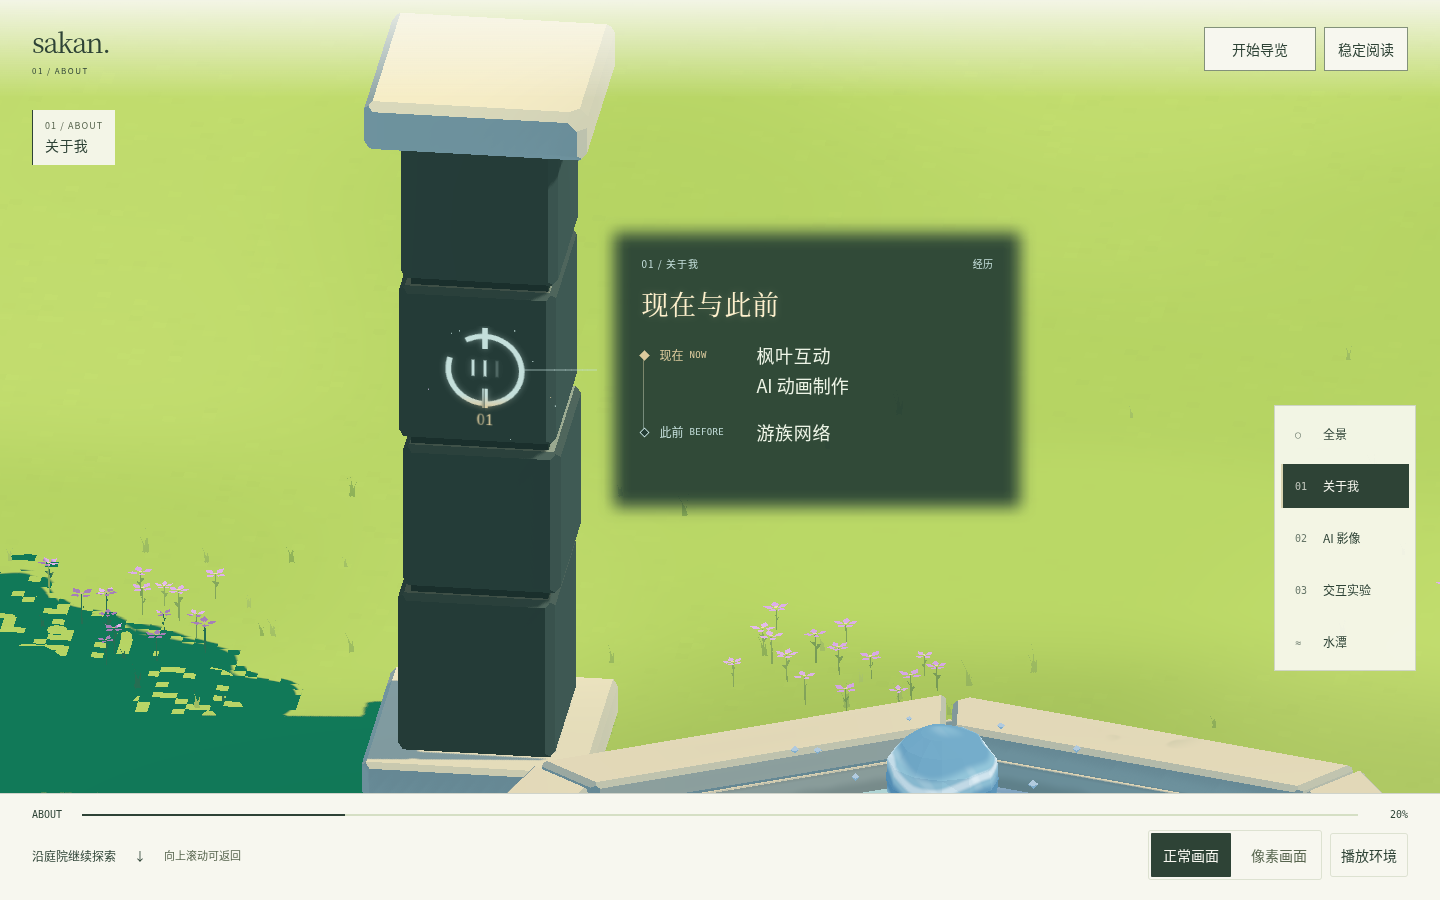 sakan.
01 / ABOUT
开始导览
稳定阅读
01 / ABOUT
关于我
01 / 关于我
经历
现在与此前
现在 NOW
枫叶互动
AI 动画制作
此前 BEFORE
游族网络
01
全景
01 关于我
02 AI 影像
03 交互实验
≈ 水潭
ABOUT
20%
沿庭院继续探索 ↓ 向上滚动可返回
正常画面
像素画面
播放环境